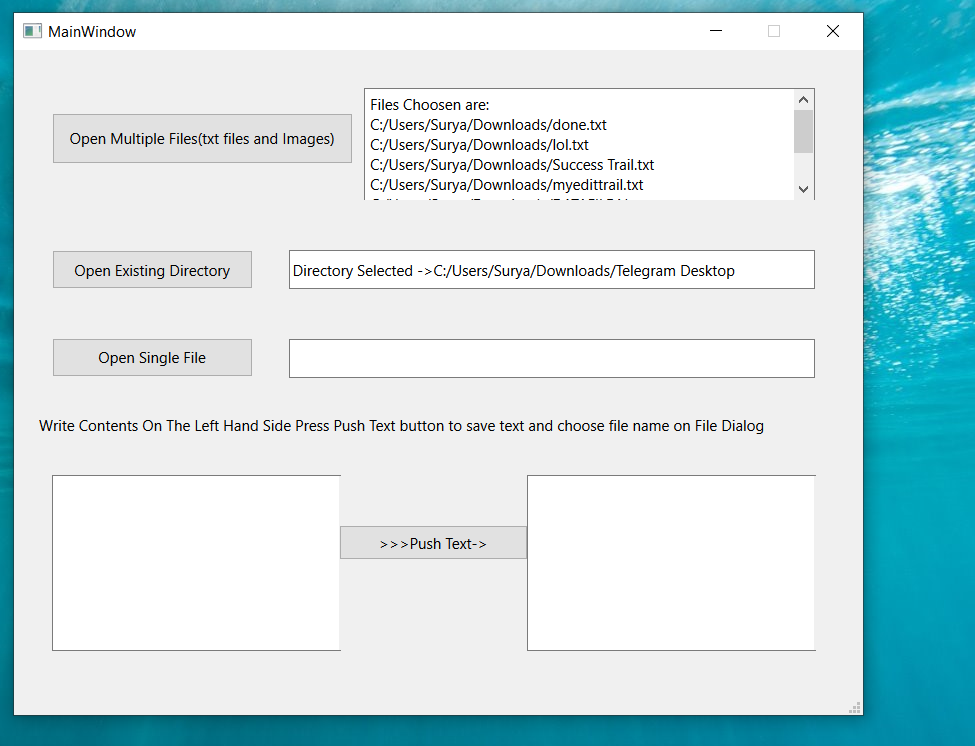 MainWindow
Open Multiple Files(txt files and Images)
Files Choosen are:
C:/Users/Surya/Downloads/done.txt
C:/Users/Surya/Downloads/lol.txt
C:/Users/Surya/Downloads/Success Trail.txt
C:/Users/Surya/Downloads/myedittrail.txt
Open Existing Directory
Directory Selected ->C:/Users/Surya/Downloads/Telegram Desktop
Open Single File
Write Contents On The Left Hand Side Press Push Text button to save text and choose file name on File Dialog
>>>Push Text->